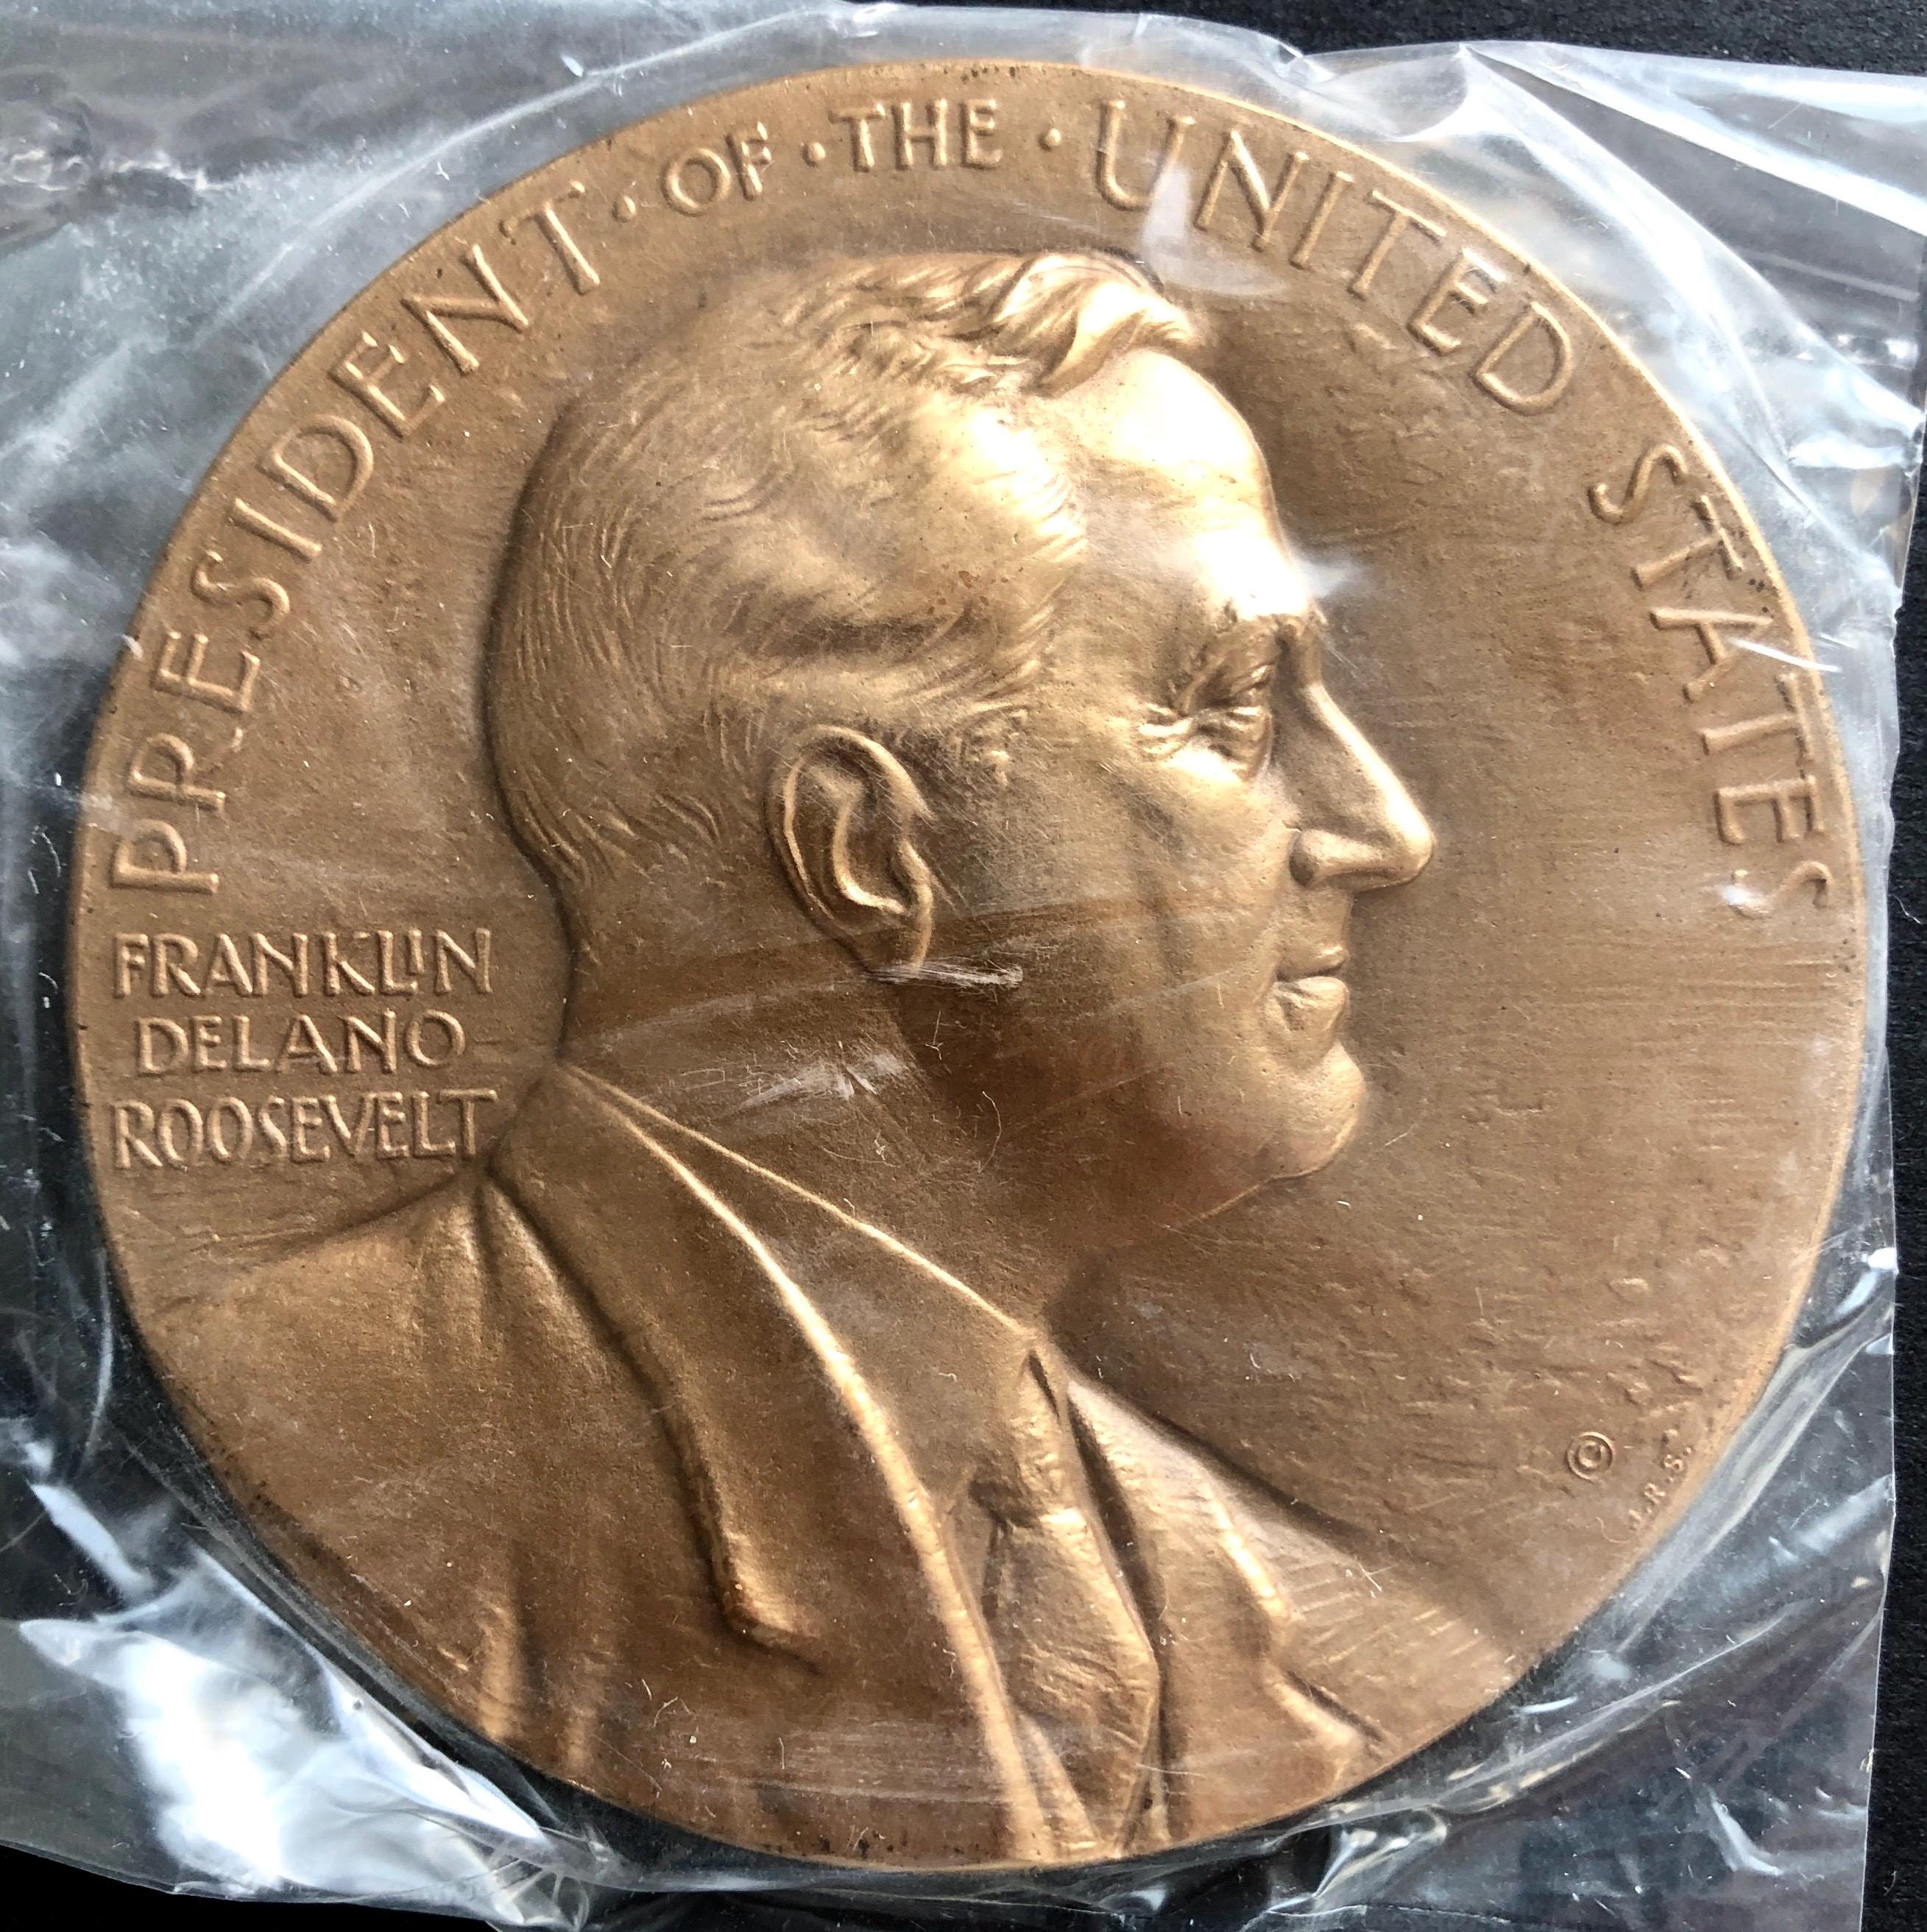 PRESIDENT · OF · THE · UNITED STATES
FRANKLIN
DELANO
ROOSEVELT
©
J.R.S.